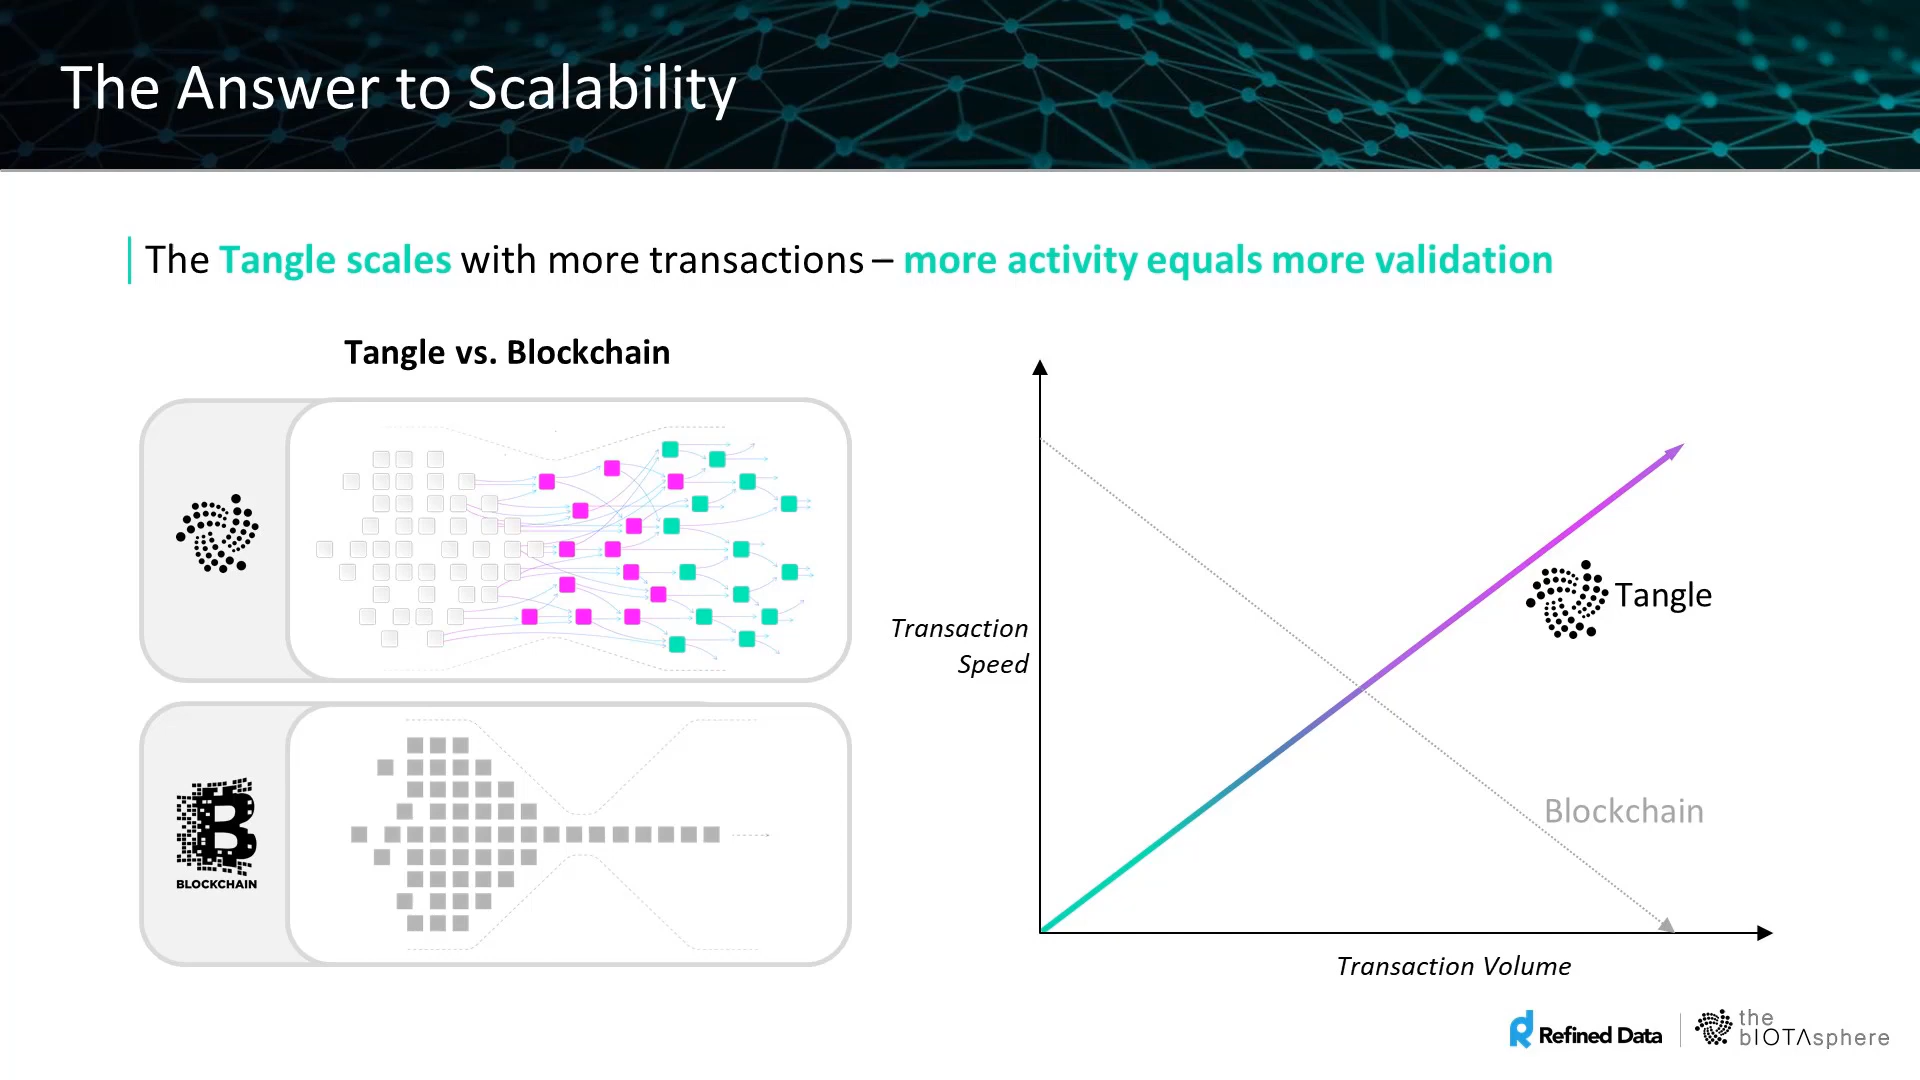 The Answer to Scalability
The Tangle scales with more transactions – more activity equals more validation
Tangle vs. Blockchain
BLOCKCHAIN
Transaction
Speed
Tangle
Blockchain
Transaction Volume
Refined Data
the
bIOTΛsphere